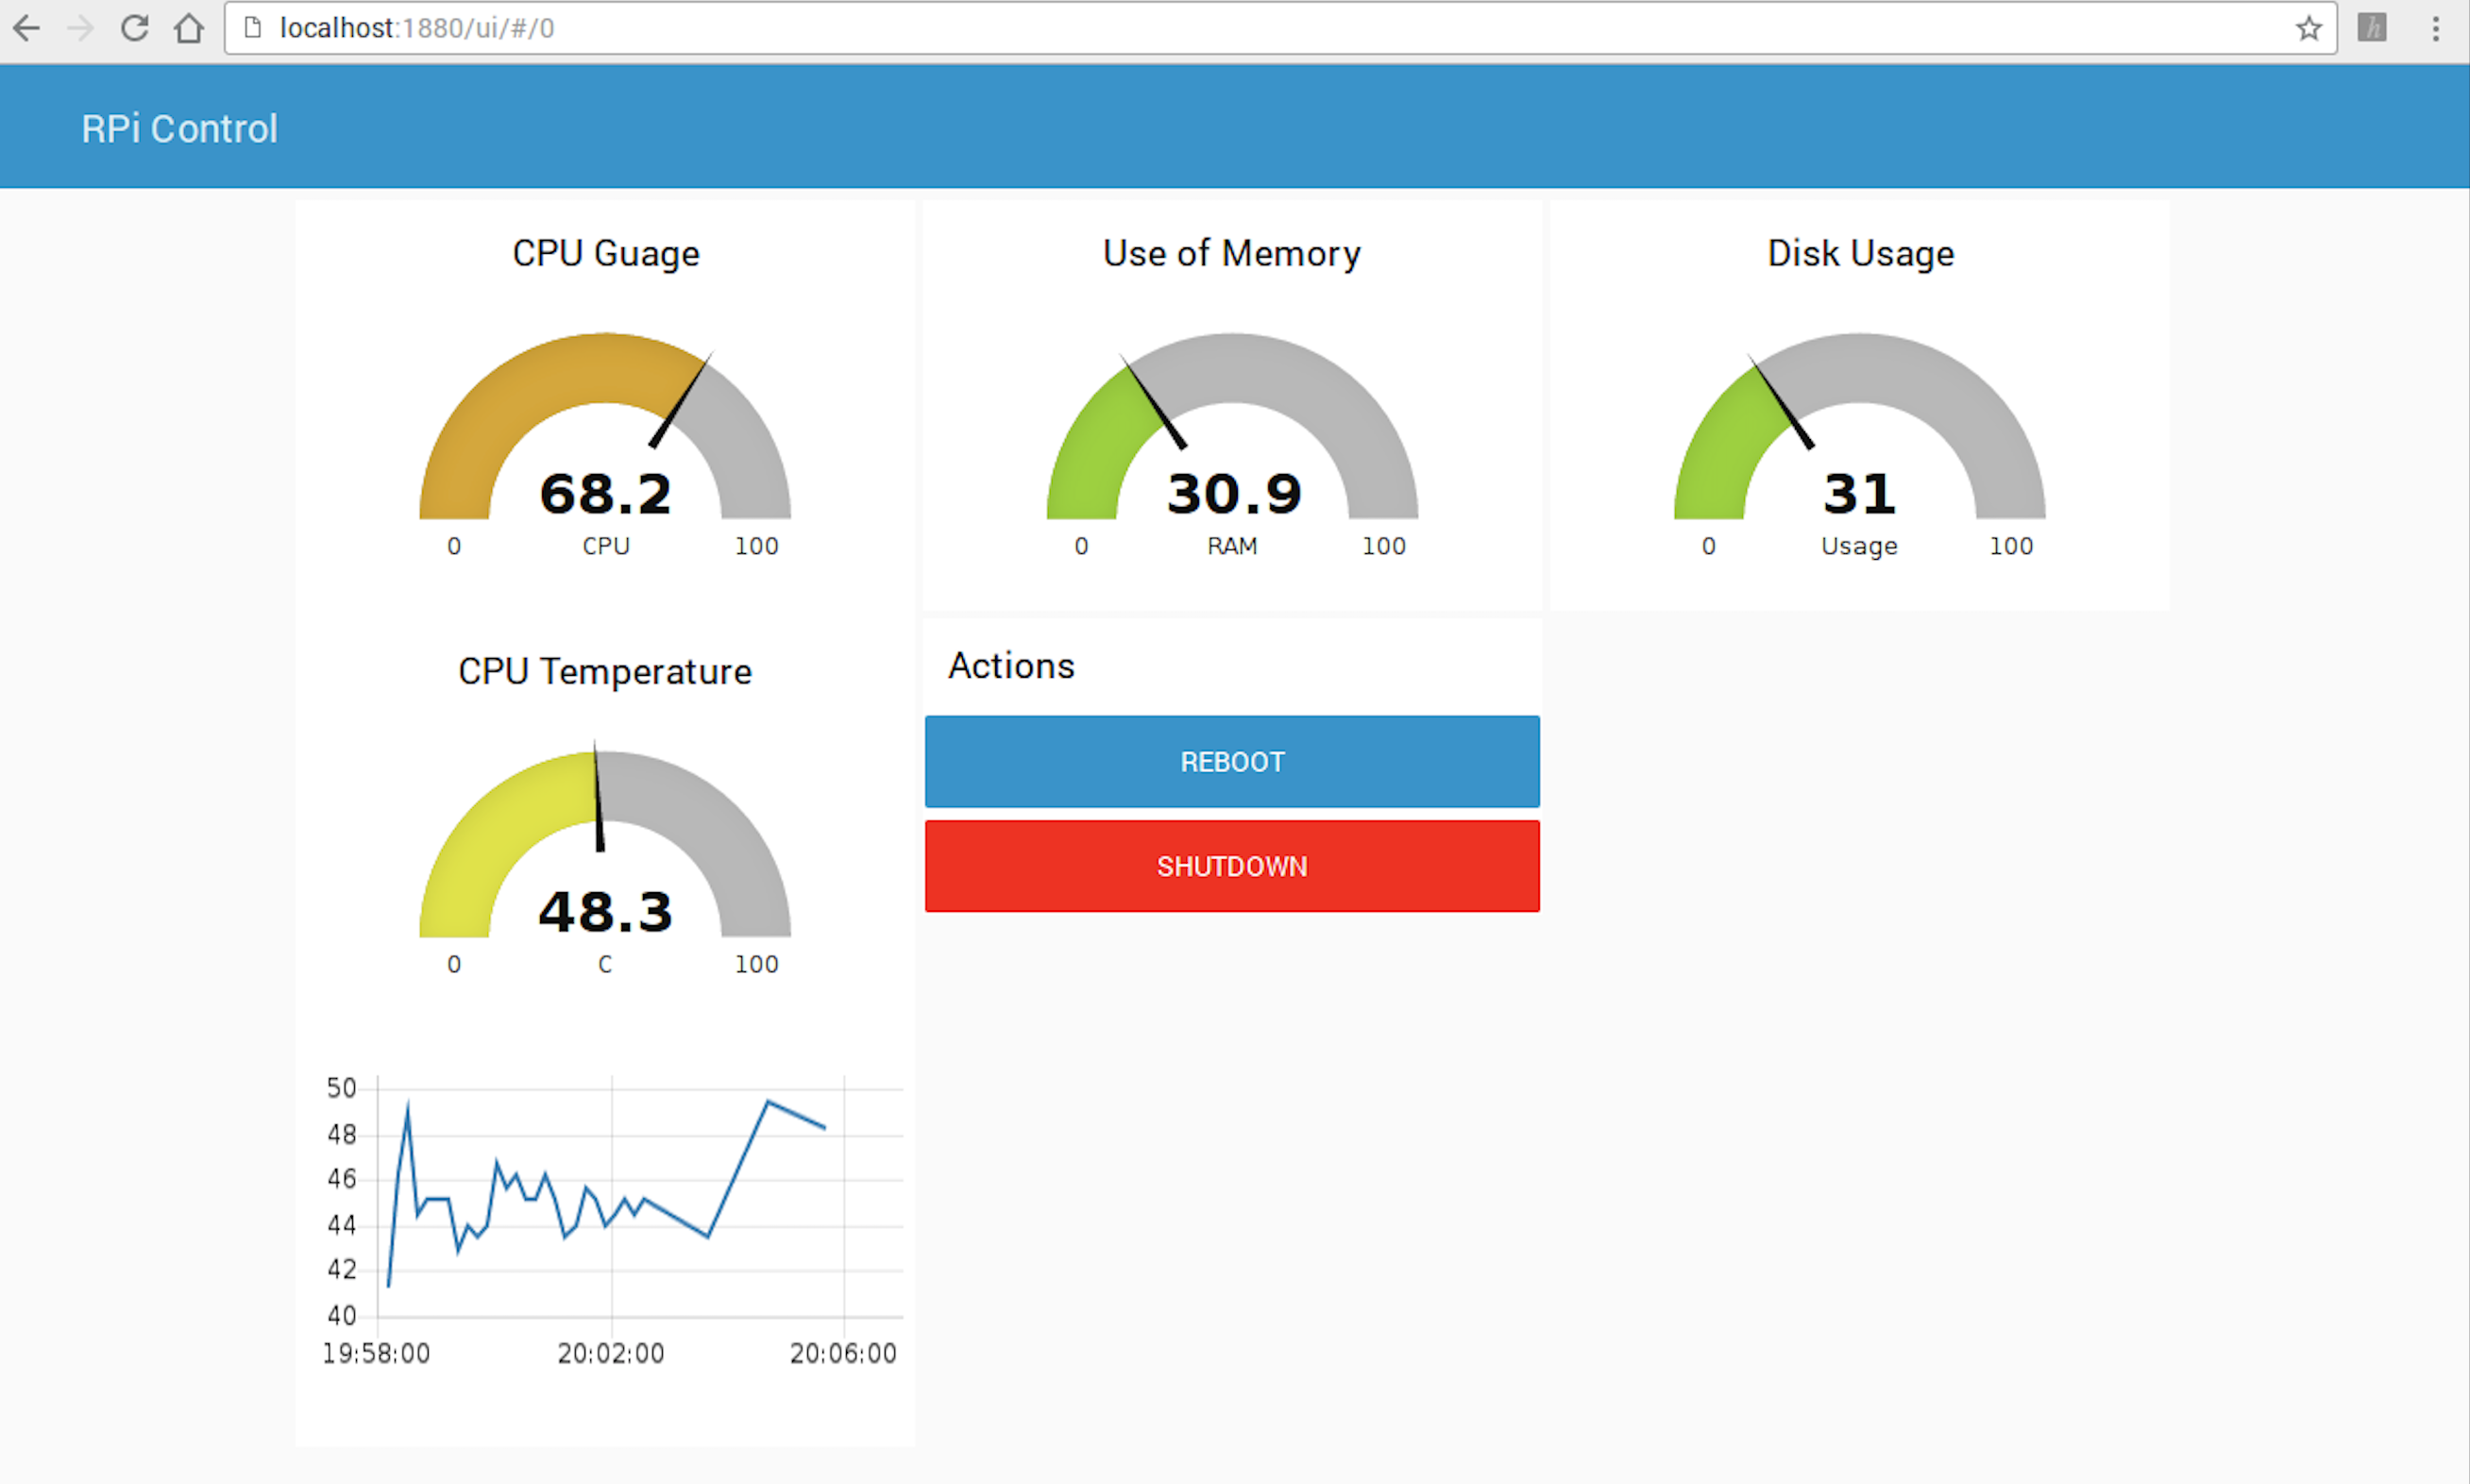 localhost:1880/ui/#/0
h
RPi Control
CPU Guage
68.2
0 CPU 100
Use of Memory
30.9
0 RAM 100
Disk Usage
31
0 Usage 100
CPU Temperature
48.3
0 C 100
50
48
46
44
42
40
19:58:00 20:02:00 20:06:00
Actions
REBOOT
SHUTDOWN